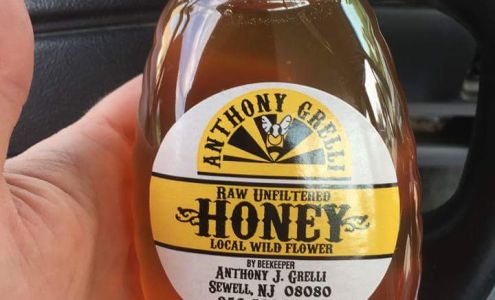 ANTHONY GRELLI
RAW UNFILTERED
HONEY
LOCAL WILD FLOWER
BY BEEKEEPER
ANTHONY J. GRELLI
SEWELL, NJ 08080